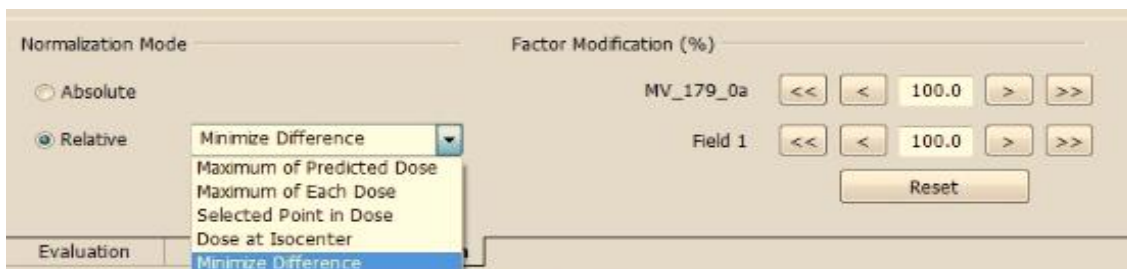 Normalization Mode
Factor Modification (%)
Absolute
MV_179_0a << < 100.0 > >>
Relative Minimize Difference
Field 1 << < 100.0 > >>
Maximum of Predicted Dose
Maximum of Each Dose
Reset
Selected Point in Dose
Dose at Isocenter
Evaluation
Minimize Difference